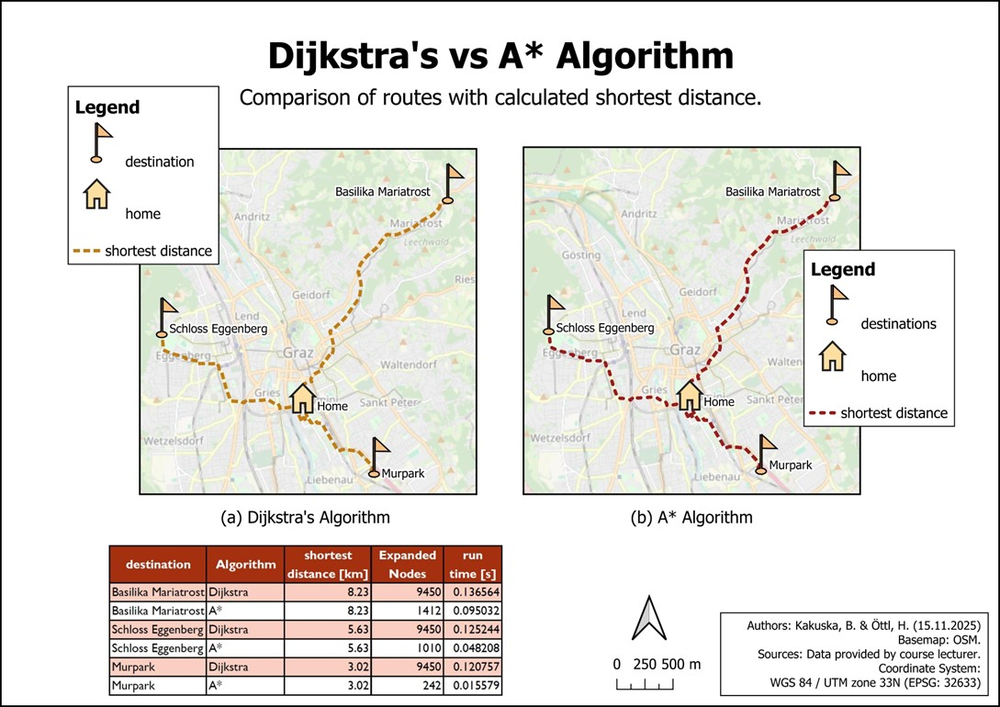 Dijkstra's vs A* Algorithm
Comparison of routes with calculated shortest distance.
Legend
destination
home
shortest distance
Basilika Mariatrost
Andritz
Mariatrost
Leechwald
Ries
Geidorf
Lend
Schloss Eggenberg
Eggenberg
Graz
Waltendorf
Gries
Home
Sankt Peter
Wetzelsdorf
Liebenau
Murpark
(a) Dijkstra's Algorithm
Basilika Mariatrost
Mariatrost
Leechwald
Gösting
Geidorf
Lend
Schloss Eggenberg
Eggenberg
Graz
Waltendorf
Gries
Home
Sankt Peter
Wetzelsdorf
Liebenau
Murpark
(b) A* Algorithm
Legend
destinations
home
shortest distance
destination Algorithm shortest distance [km] Expanded Nodes run time [s]
Basilika Mariatrost Dijkstra 8.23 9450 0.136564
Basilika Mariatrost A* 8.23 1412 0.095032
Schloss Eggenberg Dijkstra 5.63 9450 0.125244
Schloss Eggenberg A* 5.63 1010 0.048208
Murpark Dijkstra 3.02 9450 0.120757
Murpark A* 3.02 242 0.015579
0 250 500 m
Authors: Kakuska, B. & Öttl, H. (15.11.2025)
Basemap: OSM.
Sources: Data provided by course lecturer.
Coordinate System:
WGS 84 / UTM zone 33N (EPSG: 32633)